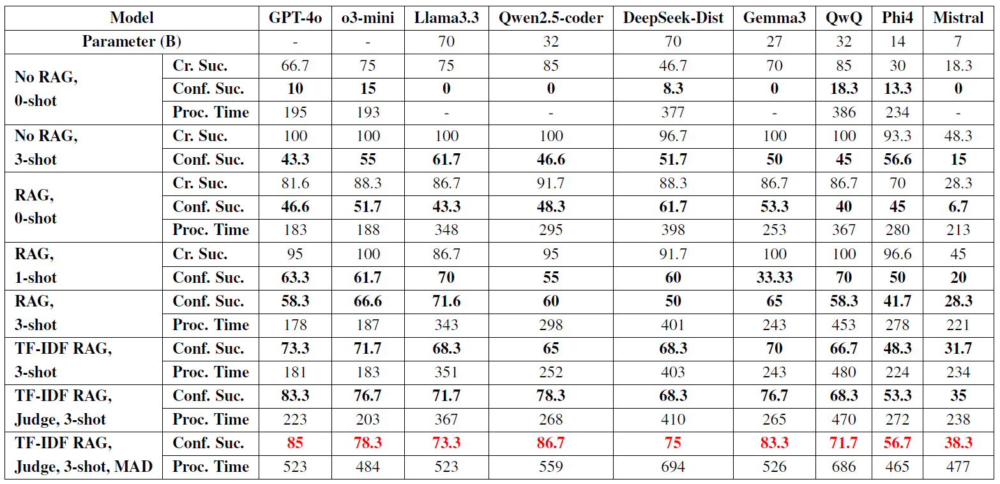 Model GPT-4o o3-mini Llama3.3 Qwen2.5-coder DeepSeek-Dist Gemma3 QwQ Phi4 Mistral
Parameter (B) - - 70 32 70 27 32 14 7
No RAG, 0-shot Cr. Suc. 66.7 75 75 85 46.7 70 85 30 18.3
Conf. Suc. 10 15 0 0 8.3 0 18.3 13.3 0
Proc. Time 195 193 - - 377 - 386 234 -
No RAG, 3-shot Cr. Suc. 100 100 100 100 96.7 100 100 93.3 48.3
Conf. Suc. 43.3 55 61.7 46.6 51.7 50 45 56.6 15
RAG, 0-shot Cr. Suc. 81.6 88.3 86.7 91.7 88.3 86.7 86.7 70 28.3
Conf. Suc. 46.6 51.7 43.3 48.3 61.7 53.3 40 45 6.7
Proc. Time 183 188 348 295 398 253 367 280 213
RAG, 1-shot Cr. Suc. 95 100 86.7 95 91.7 100 100 96.6 45
Conf. Suc. 63.3 61.7 70 55 60 33.33 70 50 20
RAG, 3-shot Conf. Suc. 58.3 66.6 71.6 60 50 65 58.3 41.7 28.3
Proc. Time 178 187 343 298 401 243 453 278 221
TF-IDF RAG, 3-shot Conf. Suc. 73.3 71.7 68.3 65 68.3 70 66.7 48.3 31.7
Proc. Time 181 183 351 252 403 243 480 224 234
TF-IDF RAG, Judge, 3-shot Conf. Suc. 83.3 76.7 71.7 78.3 68.3 76.7 68.3 53.3 35
Proc. Time 223 203 367 268 410 265 470 272 238
TF-IDF RAG, Judge, 3-shot, MAD Conf. Suc. 85 78.3 73.3 86.7 75 83.3 71.7 56.7 38.3
Proc. Time 523 484 523 559 694 526 686 465 477